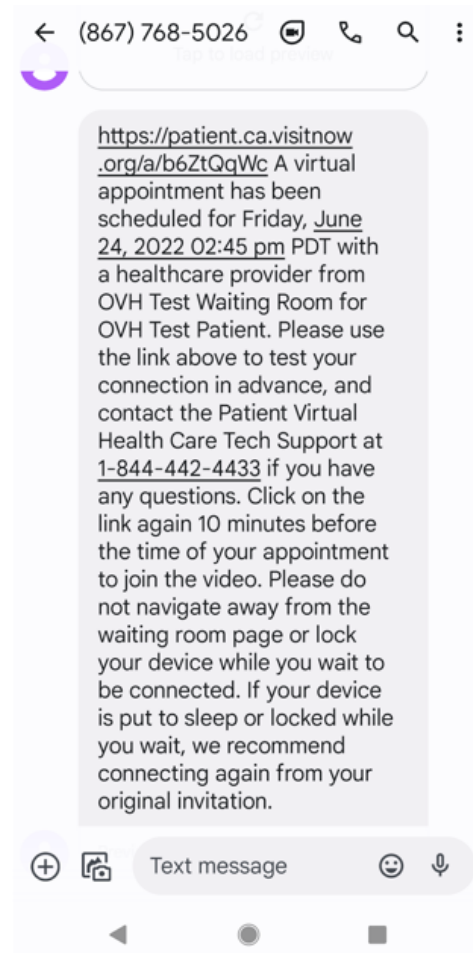 (867) 768-5026
Tap to load preview
https://patient.ca.visitnow
.org/a/b6ZtQqWc A virtual
appointment has been
scheduled for Friday, June
24, 2022 02:45 pm PDT with
a healthcare provider from
OVH Test Waiting Room for
OVH Test Patient. Please use
the link above to test your
connection in advance, and
contact the Patient Virtual
Health Care Tech Support at
1-844-442-4433 if you have
any questions. Click on the
link again 10 minutes before
the time of your appointment
to join the video. Please do
not navigate away from the
waiting room page or lock
your device while you wait to
be connected. If your device
is put to sleep or locked while
you wait, we recommend
connecting again from your
original invitation.
Text message